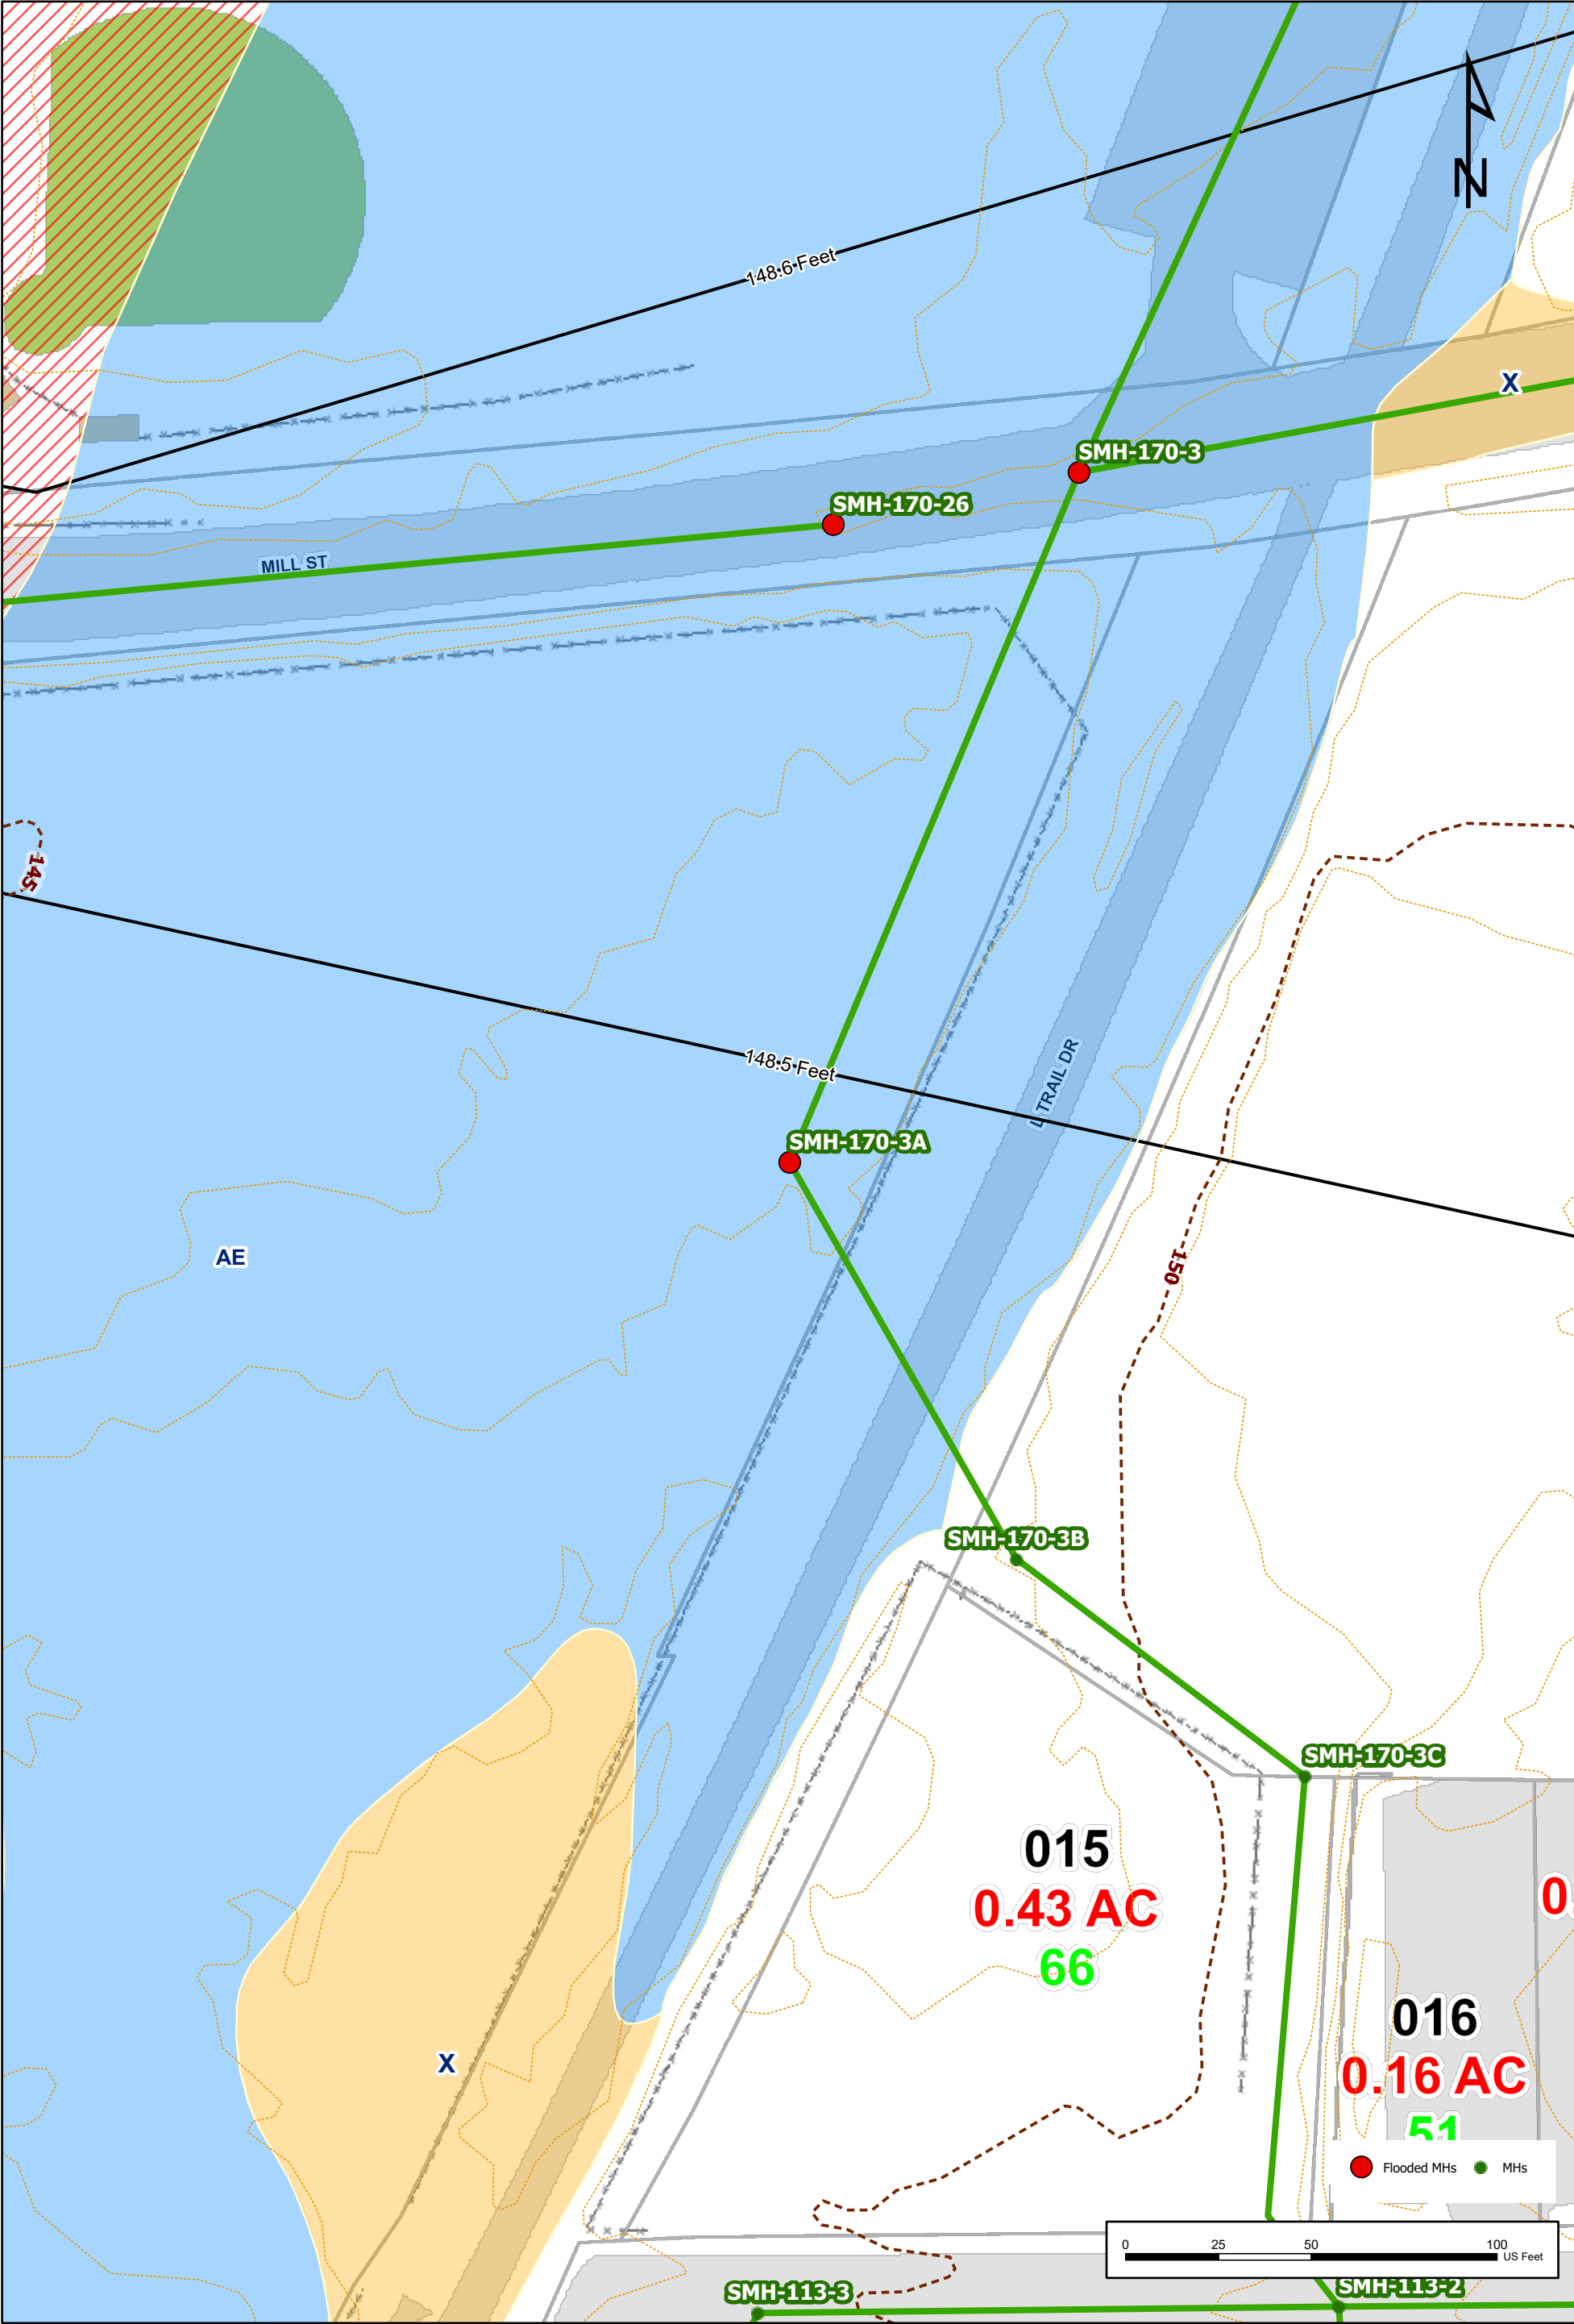 148.6 Feet
N
X
SMH-170-3
SMH-170-26
MILL ST
145
148.5 Feet
L TRAIL DR
SMH-170-3A
AE
150
SMH-170-3B
SMH-170-3C
015
0.43 AC
66
0.
016
0.16 AC
51
X
Flooded MHs
MHs
0 25 50 100
US Feet
SMH-113-3
SMH-113-2